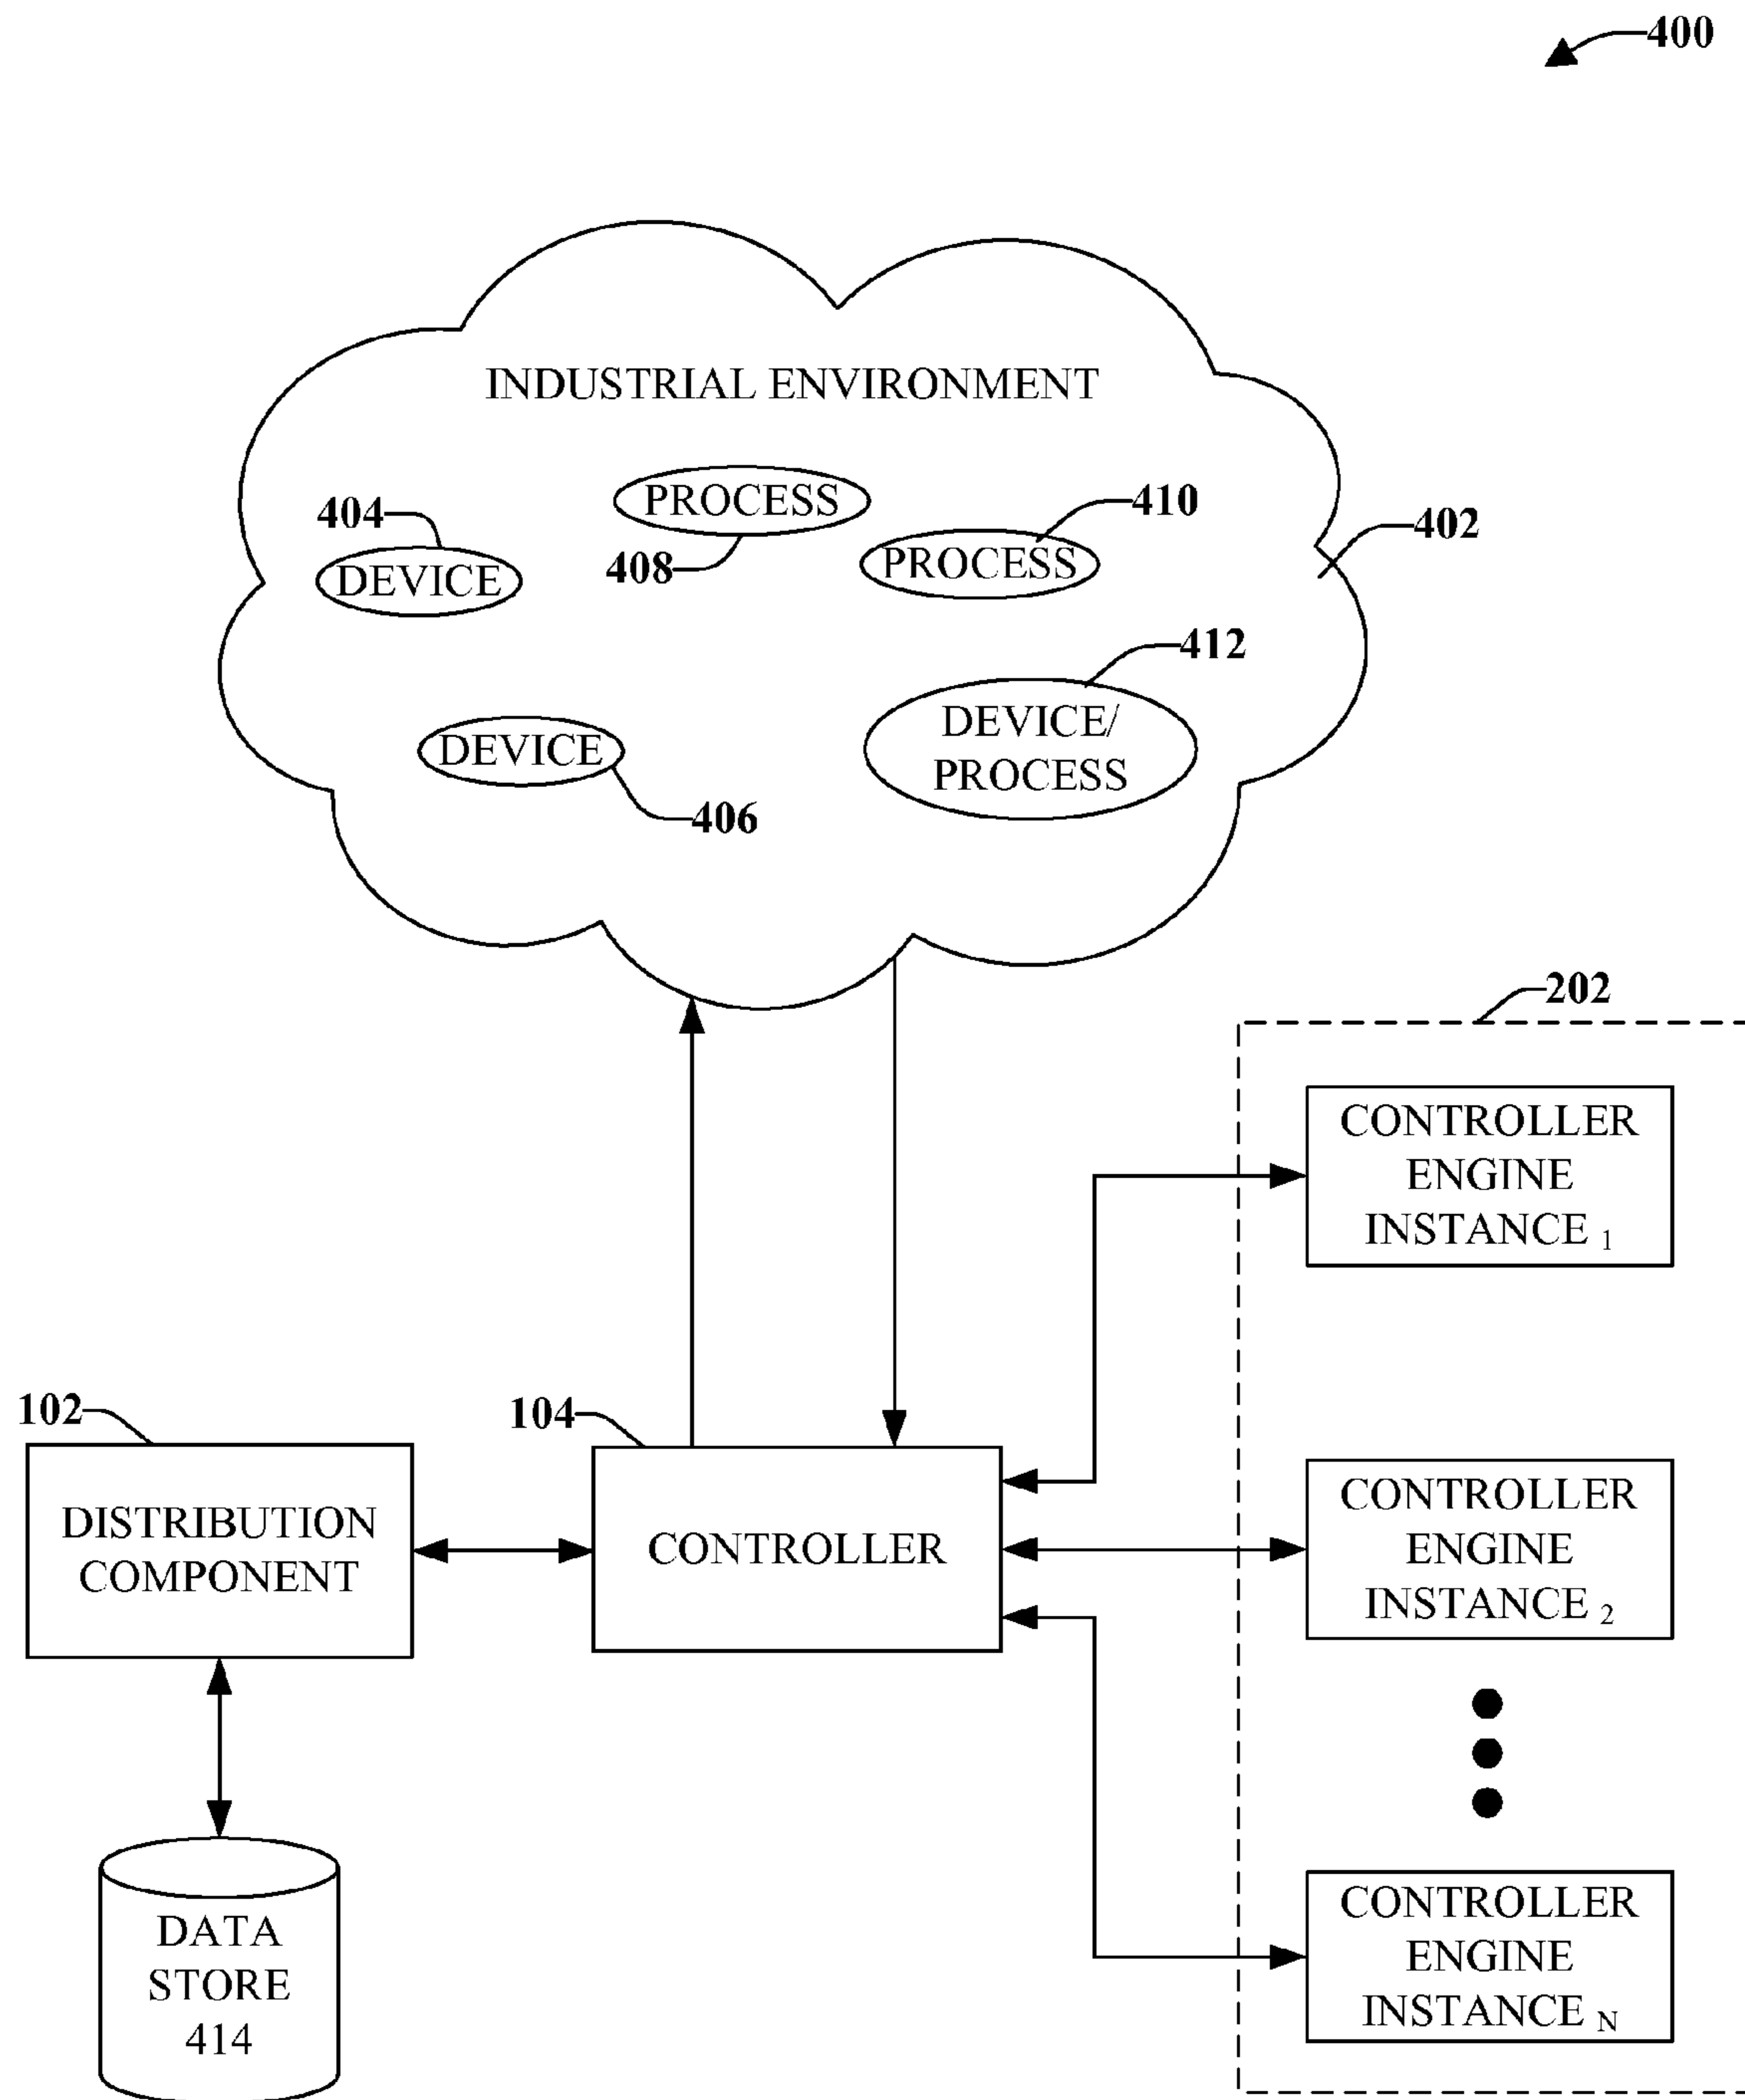 400
INDUSTRIAL ENVIRONMENT
404
PROCESS
410
402
408
PROCESS
DEVICE
412
DEVICE
DEVICE/
PROCESS
406
202
CONTROLLER
ENGINE
INSTANCE 1
102
104
DISTRIBUTION
COMPONENT
CONTROLLER
CONTROLLER
ENGINE
INSTANCE 2
DATA
STORE
414
CONTROLLER
ENGINE
INSTANCE N